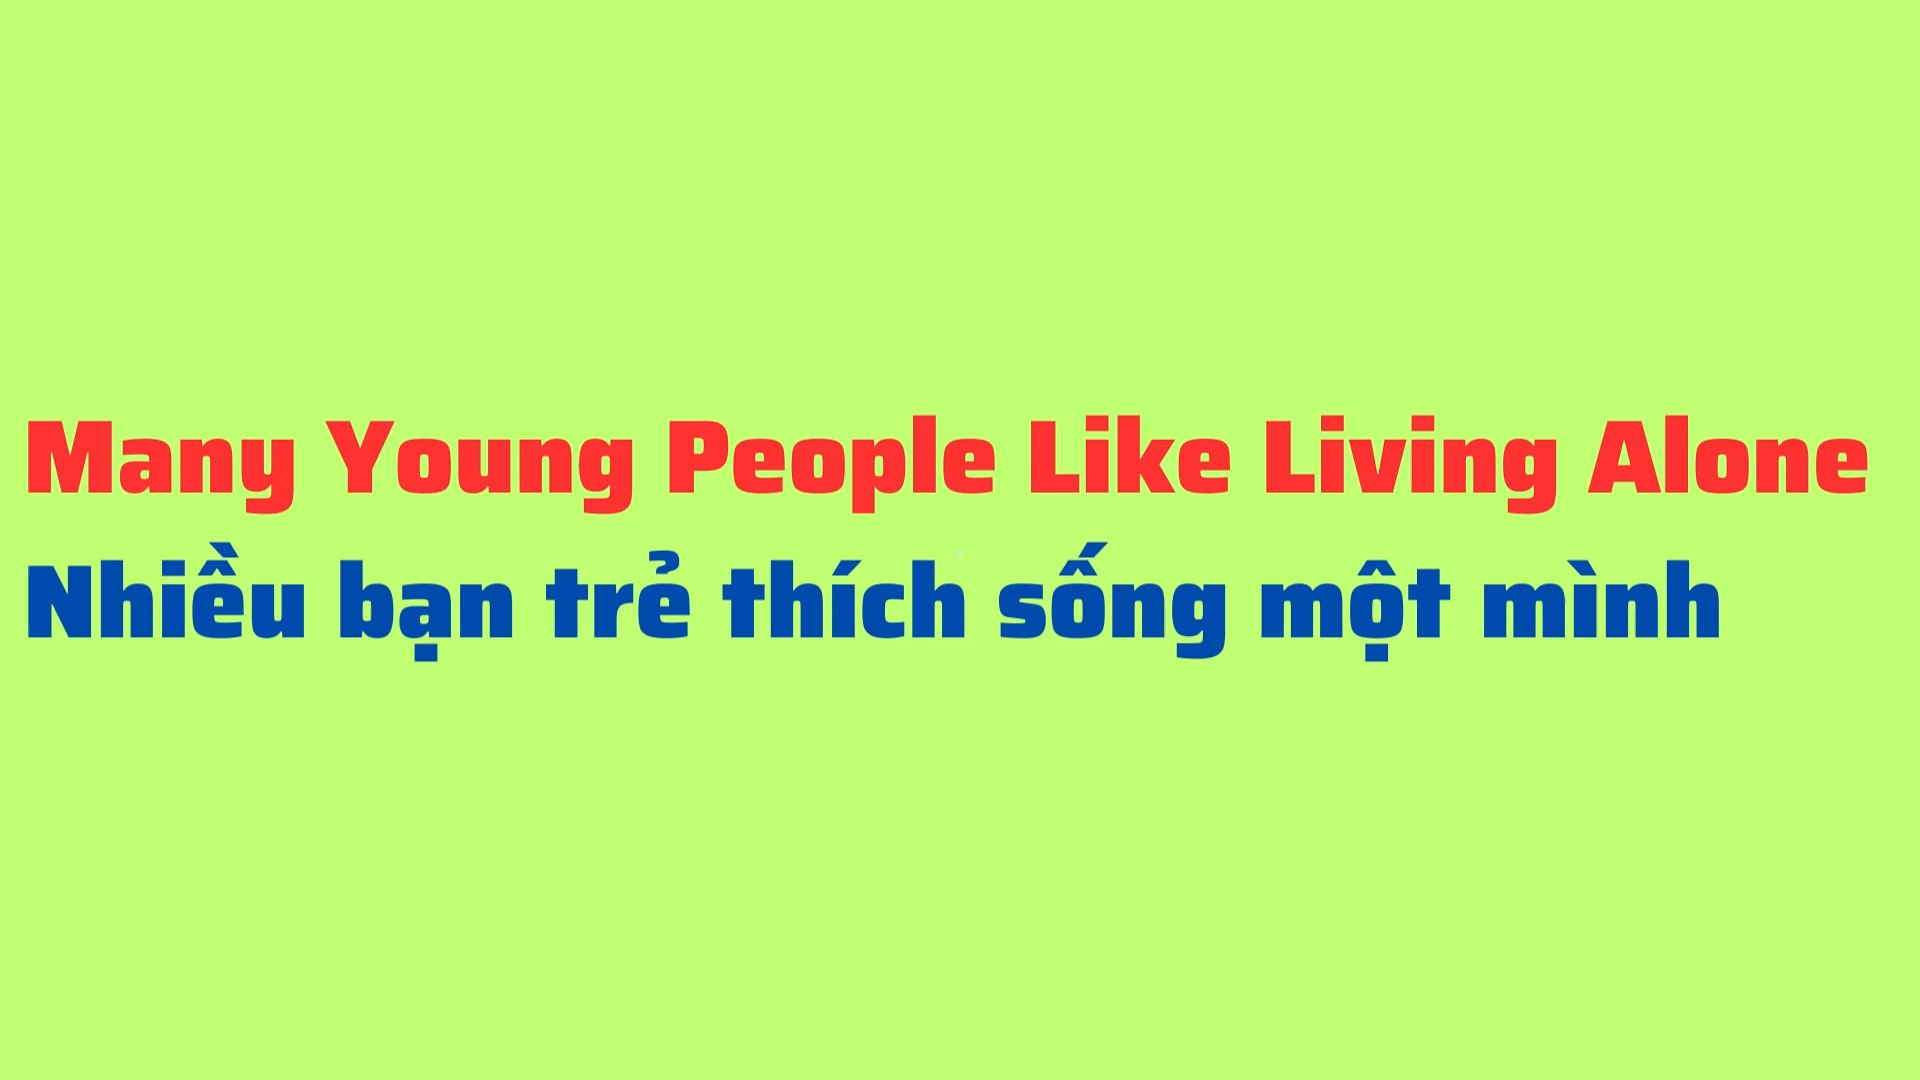 Many Young People Like Living Alone
Nhiều bạn trẻ thích sống một mình